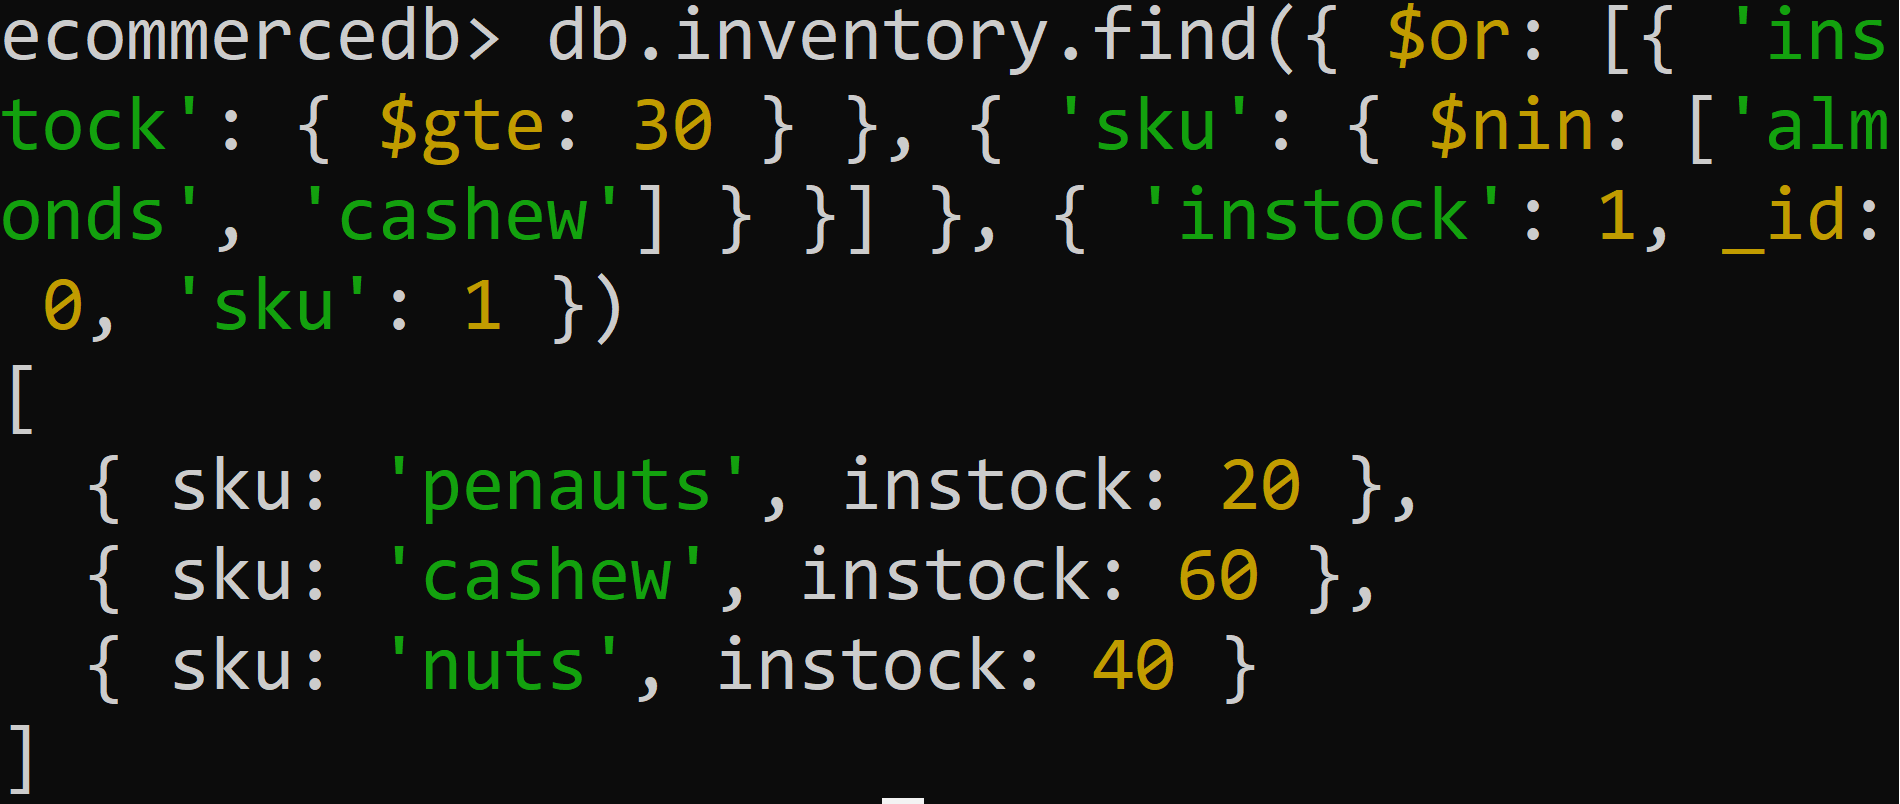 ecommercedb> db.inventory.find({ $or: [{ 'ins
tock': { $gte: 30 } }, { 'sku': { $nin: ['alm
onds', 'cashew'] } }] }, { 'instock': 1, _id:
 0, 'sku': 1 })
[
  { sku: 'penauts', instock: 20 },
  { sku: 'cashew', instock: 60 },
  { sku: 'nuts', instock: 40 }
]